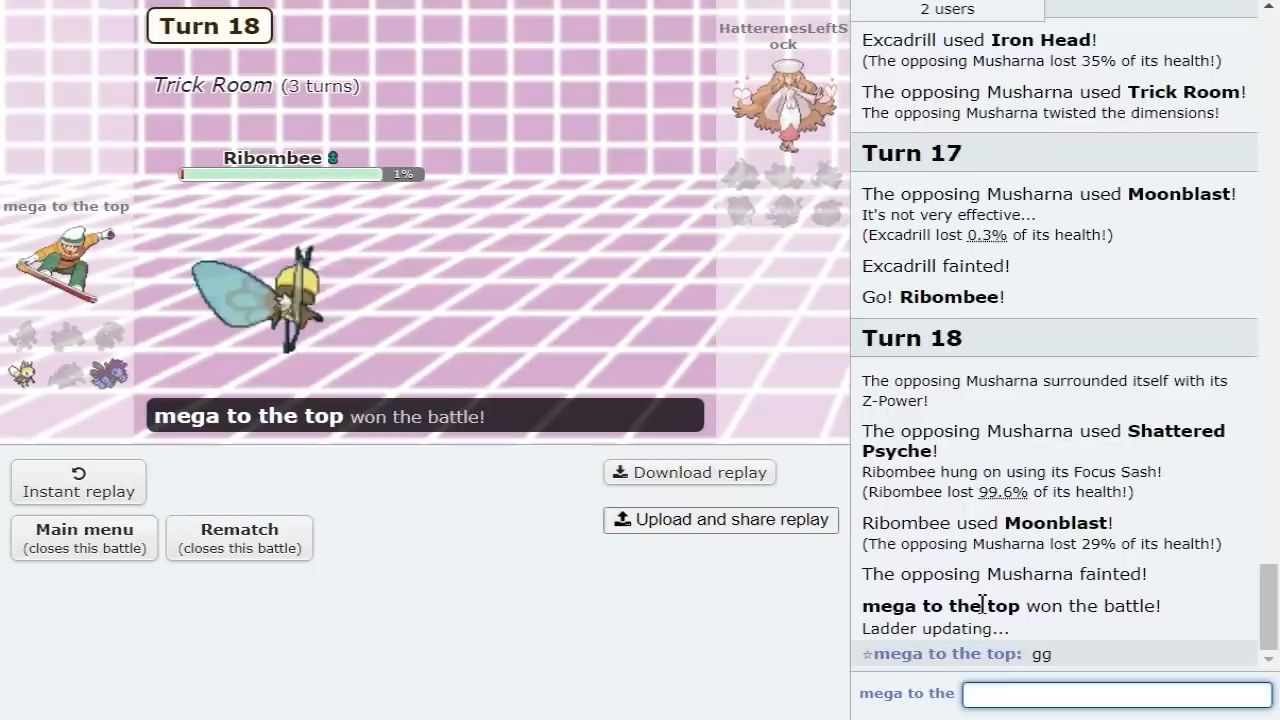 Turn 18
Trick Room (3 turns)
Ribombee
1%
mega to the top
HatterenesLeftS
ock
mega to the top won the battle!
Instant replay
Main menu
(closes this battle)
Rematch
(closes this battle)
Download replay
Upload and share replay
2 users
Excadrill used Iron Head!
(The opposing Musharna lost 35% of its health!)
The opposing Musharna used Trick Room!
The opposing Musharna twisted the dimensions!
Turn 17
The opposing Musharna used Moonblast!
It's not very effective...
(Excadrill lost 0.3% of its health!)
Excadrill fainted!
Go! Ribombee!
Turn 18
The opposing Musharna surrounded itself with its
Z-Power!
The opposing Musharna used Shattered
Psyche!
Ribombee hung on using its Focus Sash!
(Ribombee lost 99.6% of its health!)
Ribombee used Moonblast!
(The opposing Musharna lost 29% of its health!)
The opposing Musharna fainted!
mega to the top won the battle!
Ladder updating...
☆mega to the top: gg
mega to the